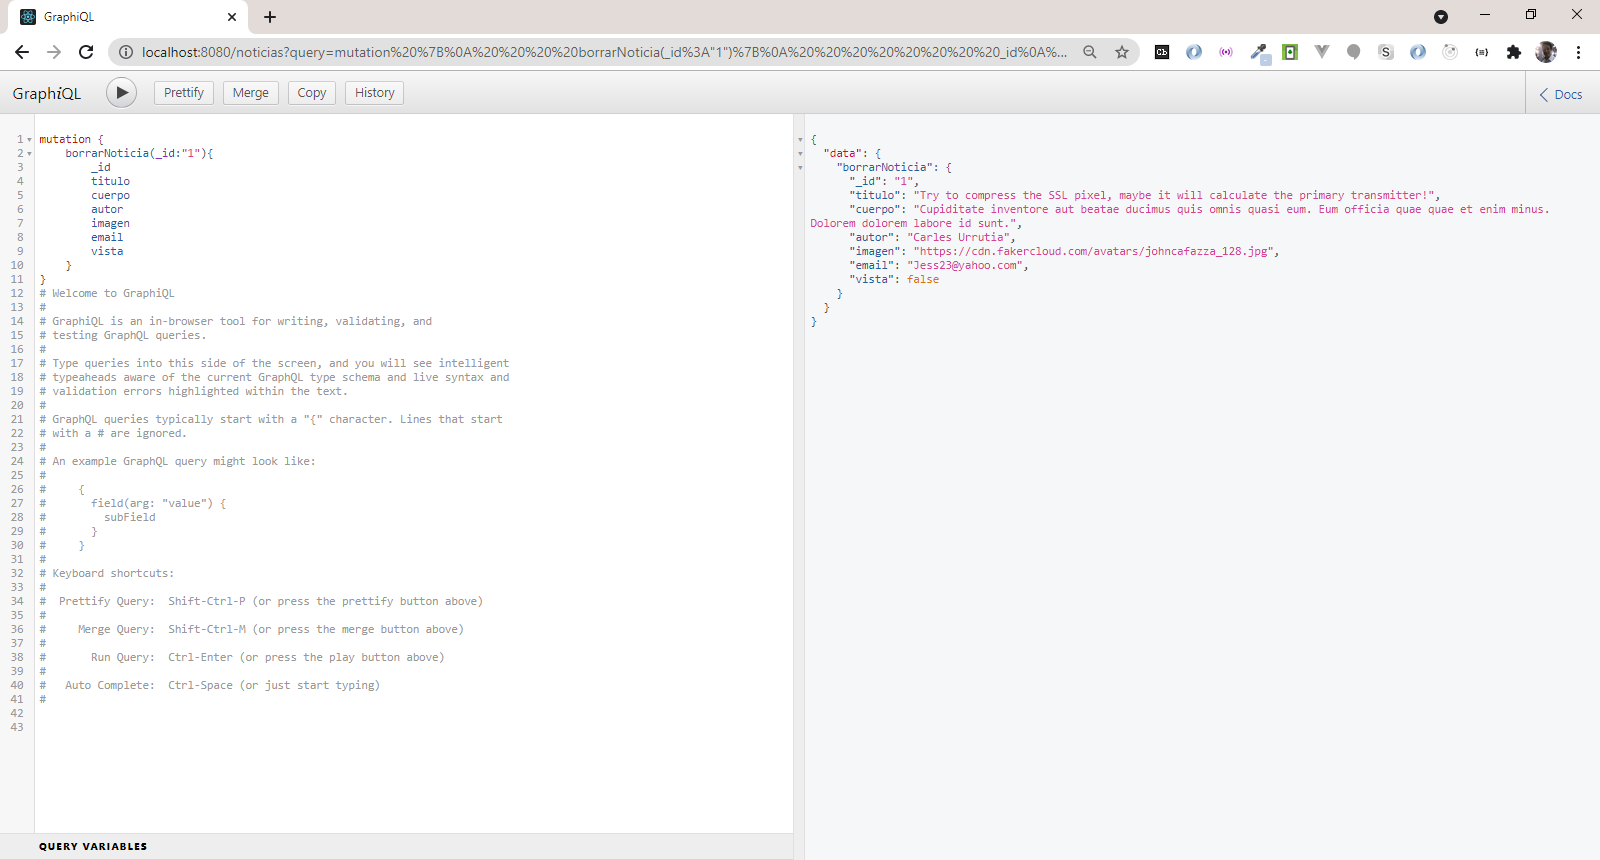 GraphiQL
localhost:8080/noticias?query=mutation%20%7B%0A%20%20%20%20borrarNoticia(_id%3A"1")%7B%0A%20%20%20%20%20%20%20%20_id%0A%...
GraphiQL Prettify Merge Copy History Docs
1 mutation {
2 borrarNoticia(_id:"1"){
3 _id
4 titulo
5 cuerpo
6 autor
7 imagen
8 email
9 vista
10 }
11 }
12 # Welcome to GraphiQL
13 #
14 # GraphiQL is an in-browser tool for writing, validating, and
15 # testing GraphQL queries.
16 #
17 # Type queries into this side of the screen, and you will see intelligent
18 # typeaheads aware of the current GraphQL type schema and live syntax and
19 # validation errors highlighted within the text.
20 #
21 # GraphQL queries typically start with a "{" character. Lines that start
22 # with a # are ignored.
23 #
24 # An example GraphQL query might look like:
25 #
26 # {
27 # field(arg: "value") {
28 # subField
29 # }
30 # }
31 #
32 # Keyboard shortcuts:
33 #
34 # Prettify Query: Shift-Ctrl-P (or press the prettify button above)
35 #
36 # Merge Query: Shift-Ctrl-M (or press the merge button above)
37 #
38 # Run Query: Ctrl-Enter (or press the play button above)
39 #
40 # Auto Complete: Ctrl-Space (or just start typing)
41 #
42
43
QUERY VARIABLES
{
"data": {
"borrarNoticia": {
"_id": "1",
"titulo": "Try to compress the SSL pixel, maybe it will calculate the primary transmitter!",
"cuerpo": "Cupiditate inventore aut beatae ducimus quis omnis quasi eum. Eum officia quae quae et enim minus.
Dolorem dolorem labore id sunt.",
"autor": "Carles Urrutia",
"imagen": "https://cdn.fakercloud.com/avatars/johncafazza_128.jpg",
"email": "Jess23@yahoo.com",
"vista": false
}
}
}